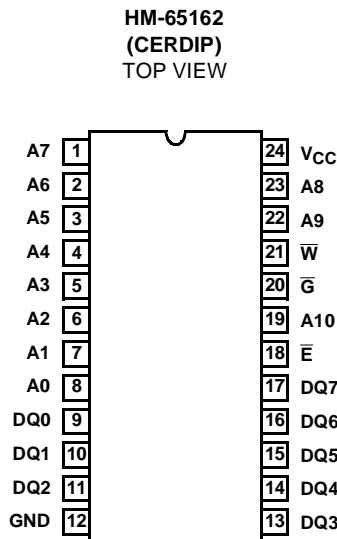 HM-65162
(CERDIP)
TOP VIEW
A7 1 24 VCC
A6 2 23 A8
A5 3 22 A9
A4 4 21 W̅
A3 5 20 G̅
A2 6 19 A10
A1 7 18 E̅
A0 8 17 DQ7
DQ0 9 16 DQ6
DQ1 10 15 DQ5
DQ2 11 14 DQ4
GND 12 13 DQ3